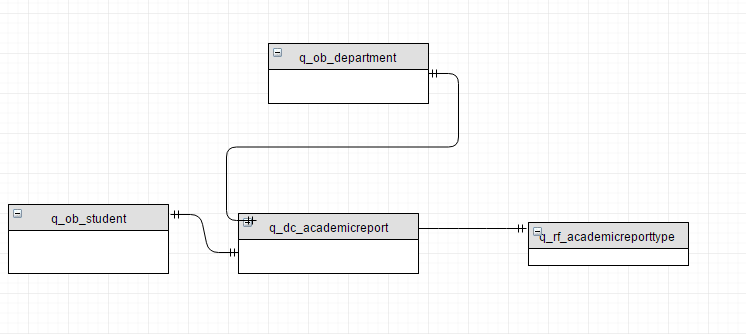 q_ob_department
q_ob_student
q_dc_academicreport
q_rf_academicreporttype